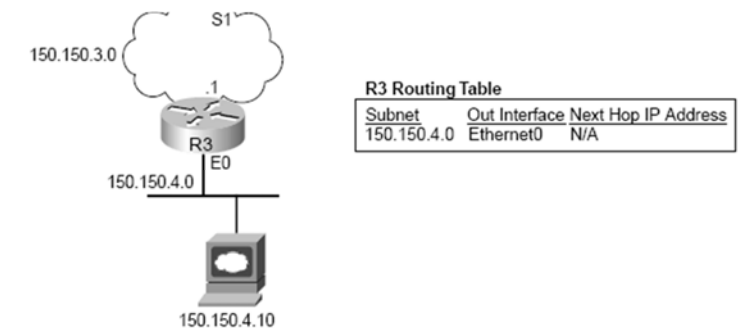 S1
150.150.3.0
.1
R3
E0
150.150.4.0
150.150.4.10
R3 Routing Table
Subnet Out Interface Next Hop IP Address
150.150.4.0 Ethernet0 N/A